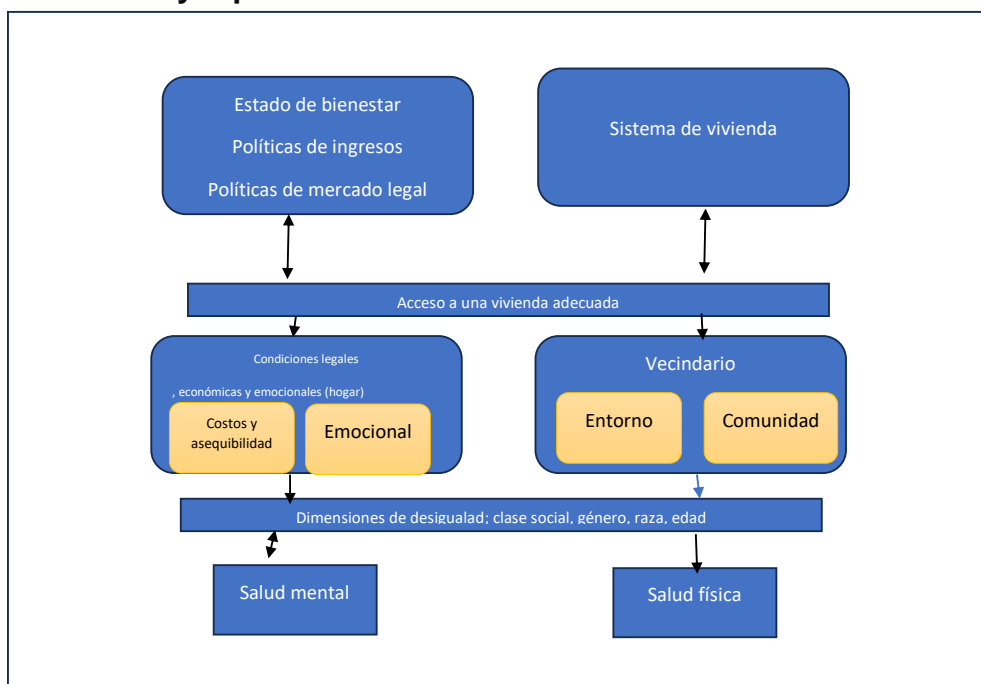 Estado de bienestar
Políticas de ingresos
Políticas de mercado legal
Sistema de vivienda
Acceso a una vivienda adecuada
Condiciones legales
, económicas y emocionales (hogar)
Costos y
asequibilidad
Emocional
Vecindario
Entorno
Comunidad
Dimensiones de desigualad; clase social, género, raza, edad
Salud mental
Salud física